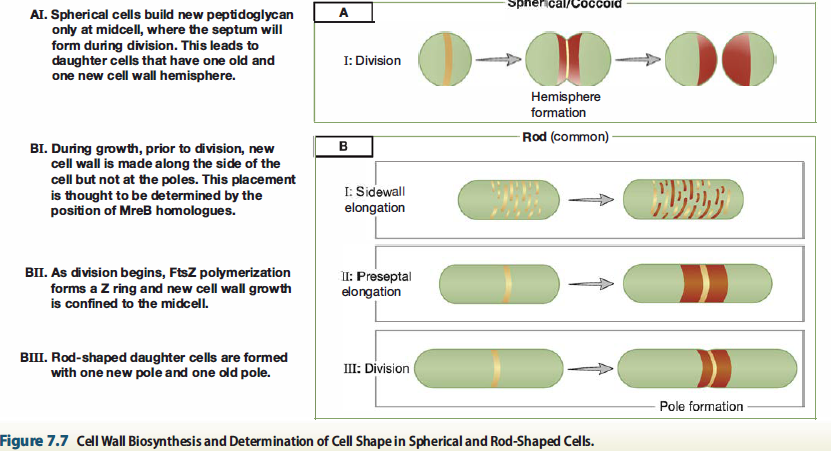 Spherical/Coccoid
A
AI. Spherical cells build new peptidoglycan
only at midcell, where the septum will
form during division. This leads to
daughter cells that have one old and
one new cell wall hemisphere.
I: Division
Hemisphere
formation
Rod (common)
B
BI. During growth, prior to division, new
cell wall is made along the side of the
cell but not at the poles. This placement
is thought to be determined by the
position of MreB homologues.
I: Sidewall
elongation
BII. As division begins, FtsZ polymerization
forms a Z ring and new cell wall growth
is confined to the midcell.
II: Preseptal
elongation
BIII. Rod-shaped daughter cells are formed
with one new pole and one old pole.
III: Division
Pole formation
Figure 7.7 Cell Wall Biosynthesis and Determination of Cell Shape in Spherical and Rod-Shaped Cells.